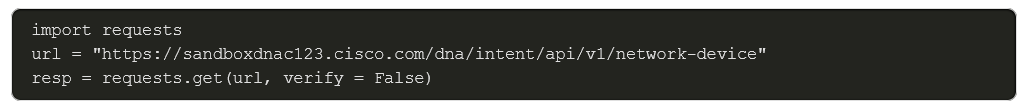 import requests
url = "https://sandboxdnac123.cisco.com/dna/intent/api/v1/network-device"
resp = requests.get(url, verify = False)